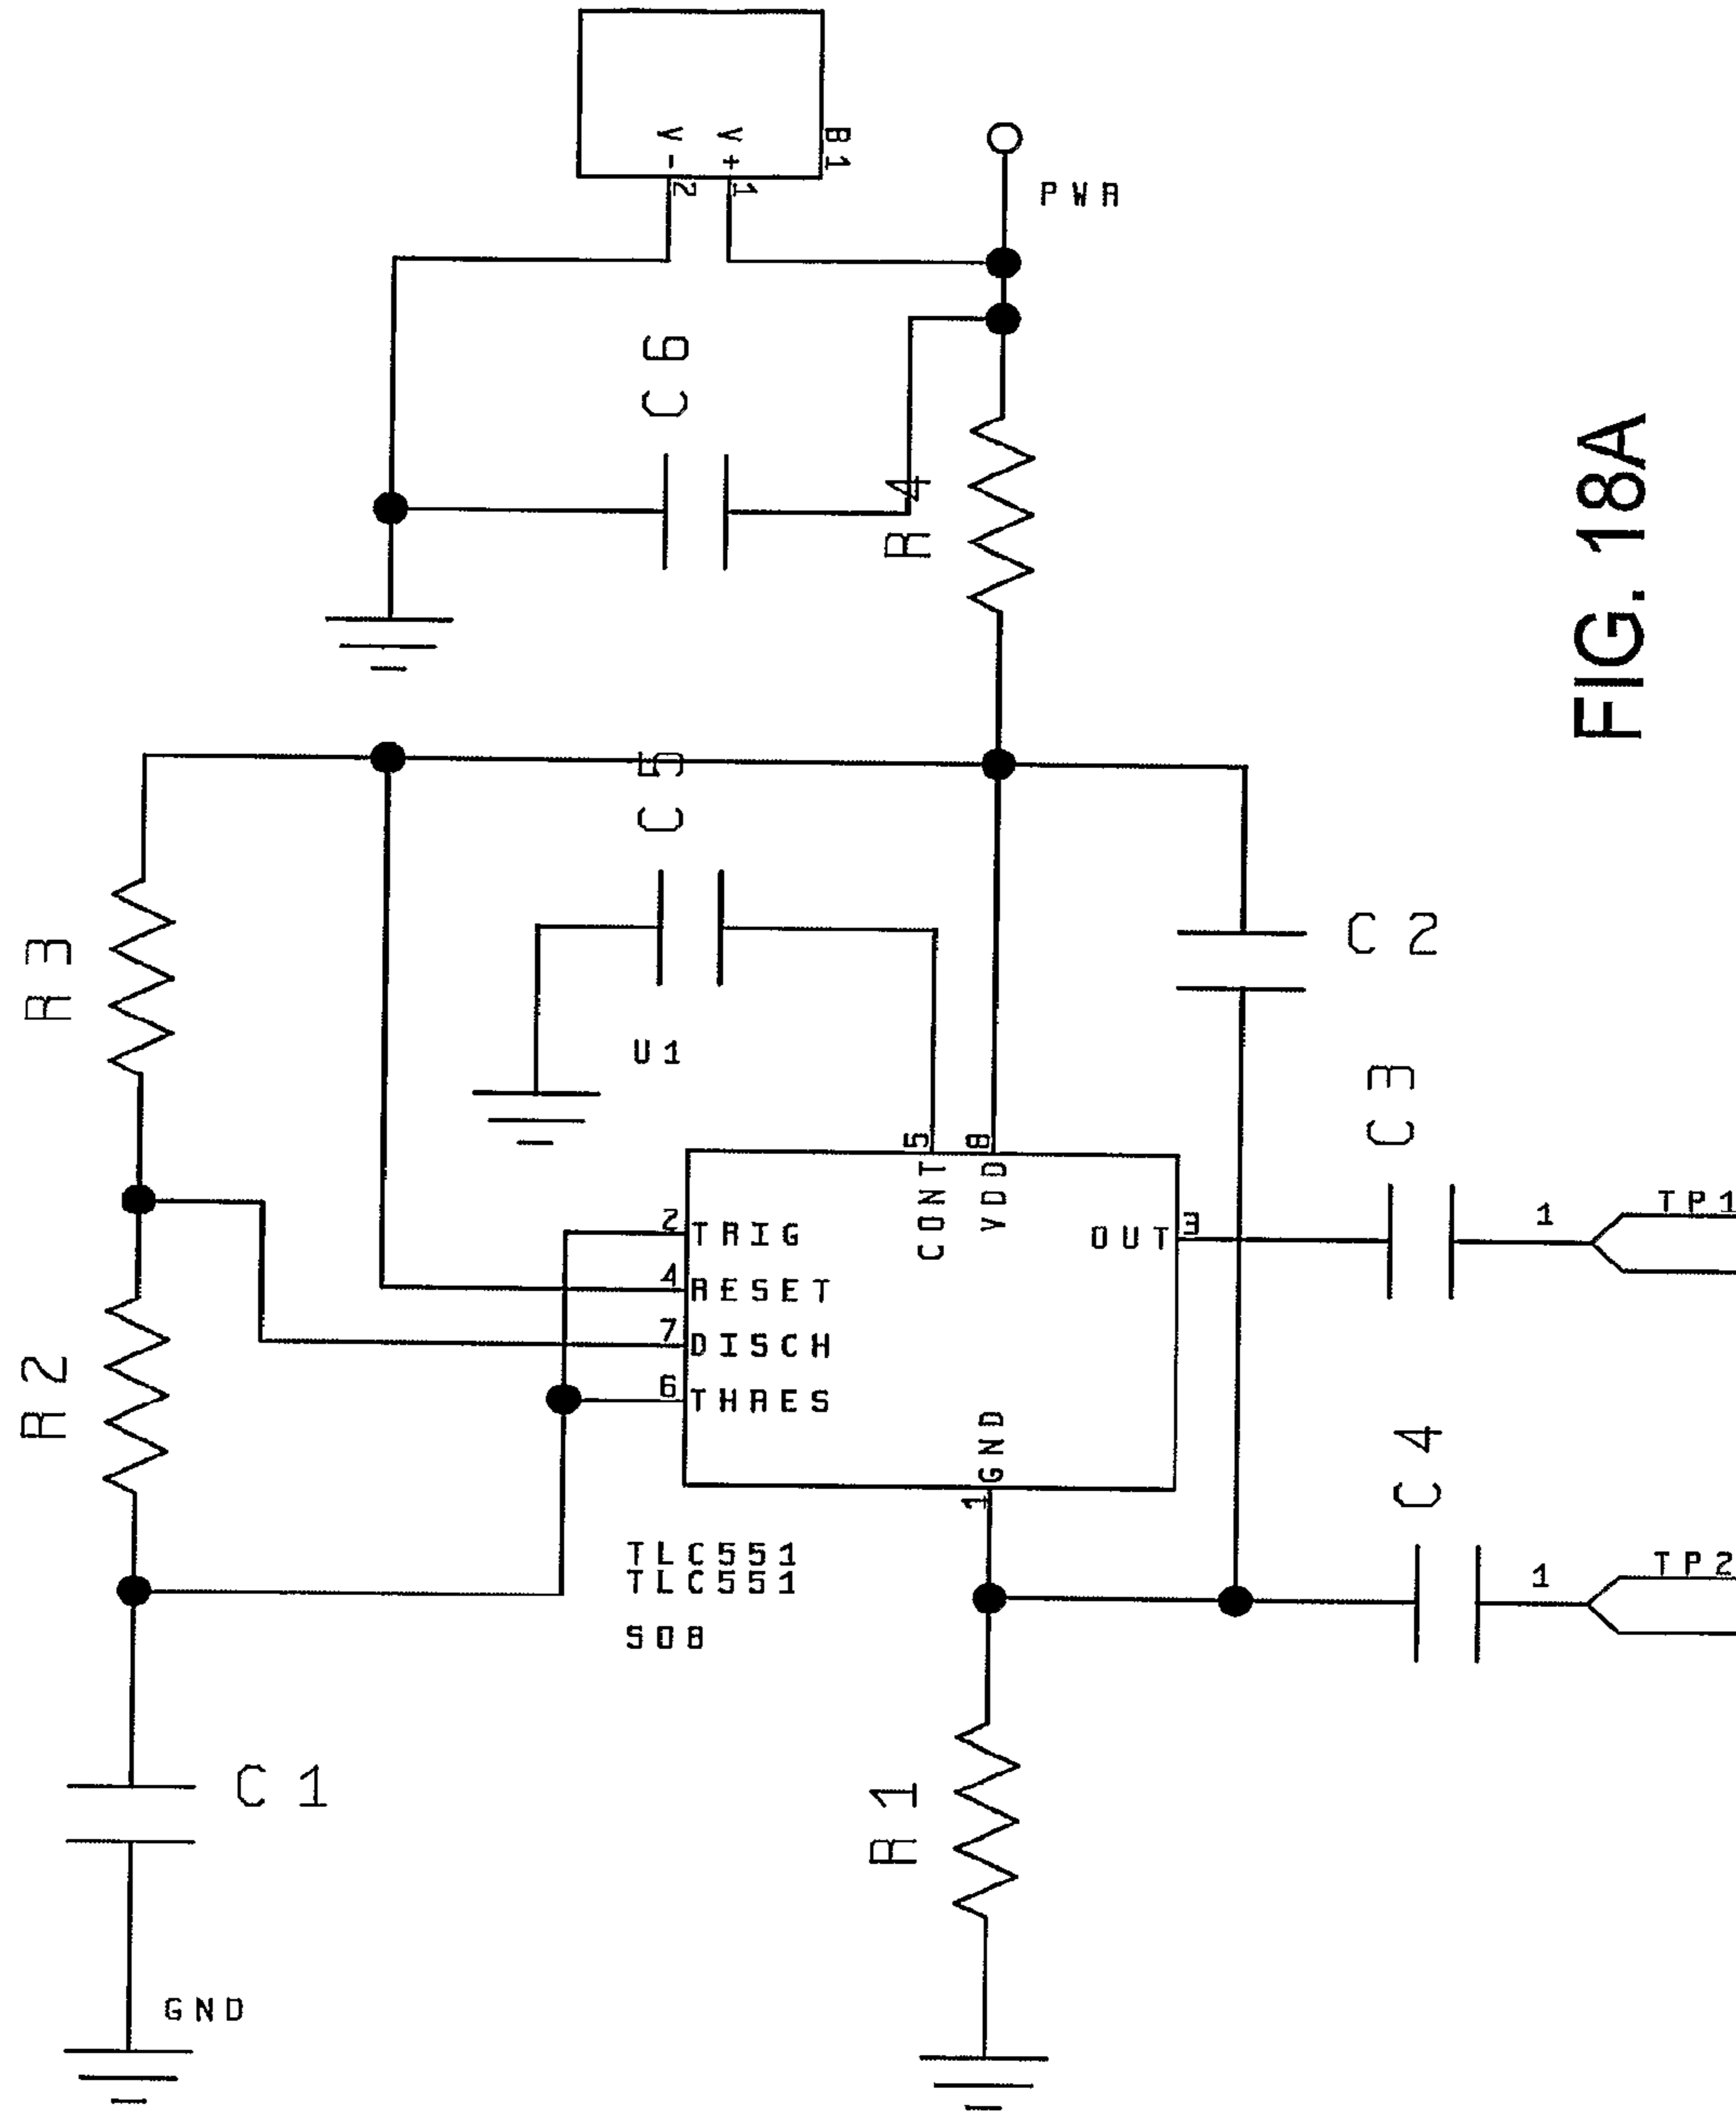 B1
V- V+
2 1
PWR
C6
R4
FIG. 18A
C5
R3
C2
U1
C3
5 8
CONT VDD
2 TRIG
OUT 3
1 TP1
4 RESET
7 DISCH
6 THRES
R2
GND
1
C4
TLC551
TLC551
SO8
1 TP2
C1
R1
GND